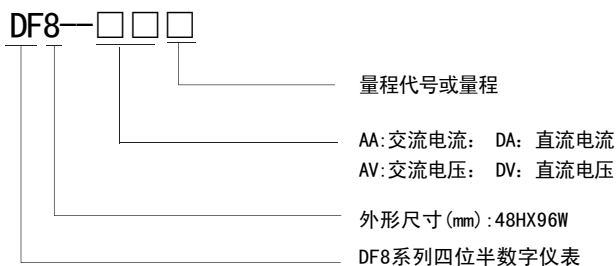 DF8--□□□
量程代号或量程
AA:交流电流: DA: 直流电流
AV:交流电压: DV: 直流电压
外形尺寸(mm):48HX96W
DF8系列四位半数字仪表